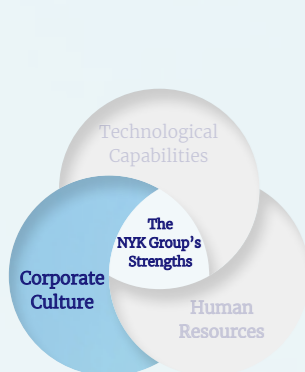 Technological
Capabilities
The
NYK Group’s
Strengths
Corporate
Culture
Human
Resources